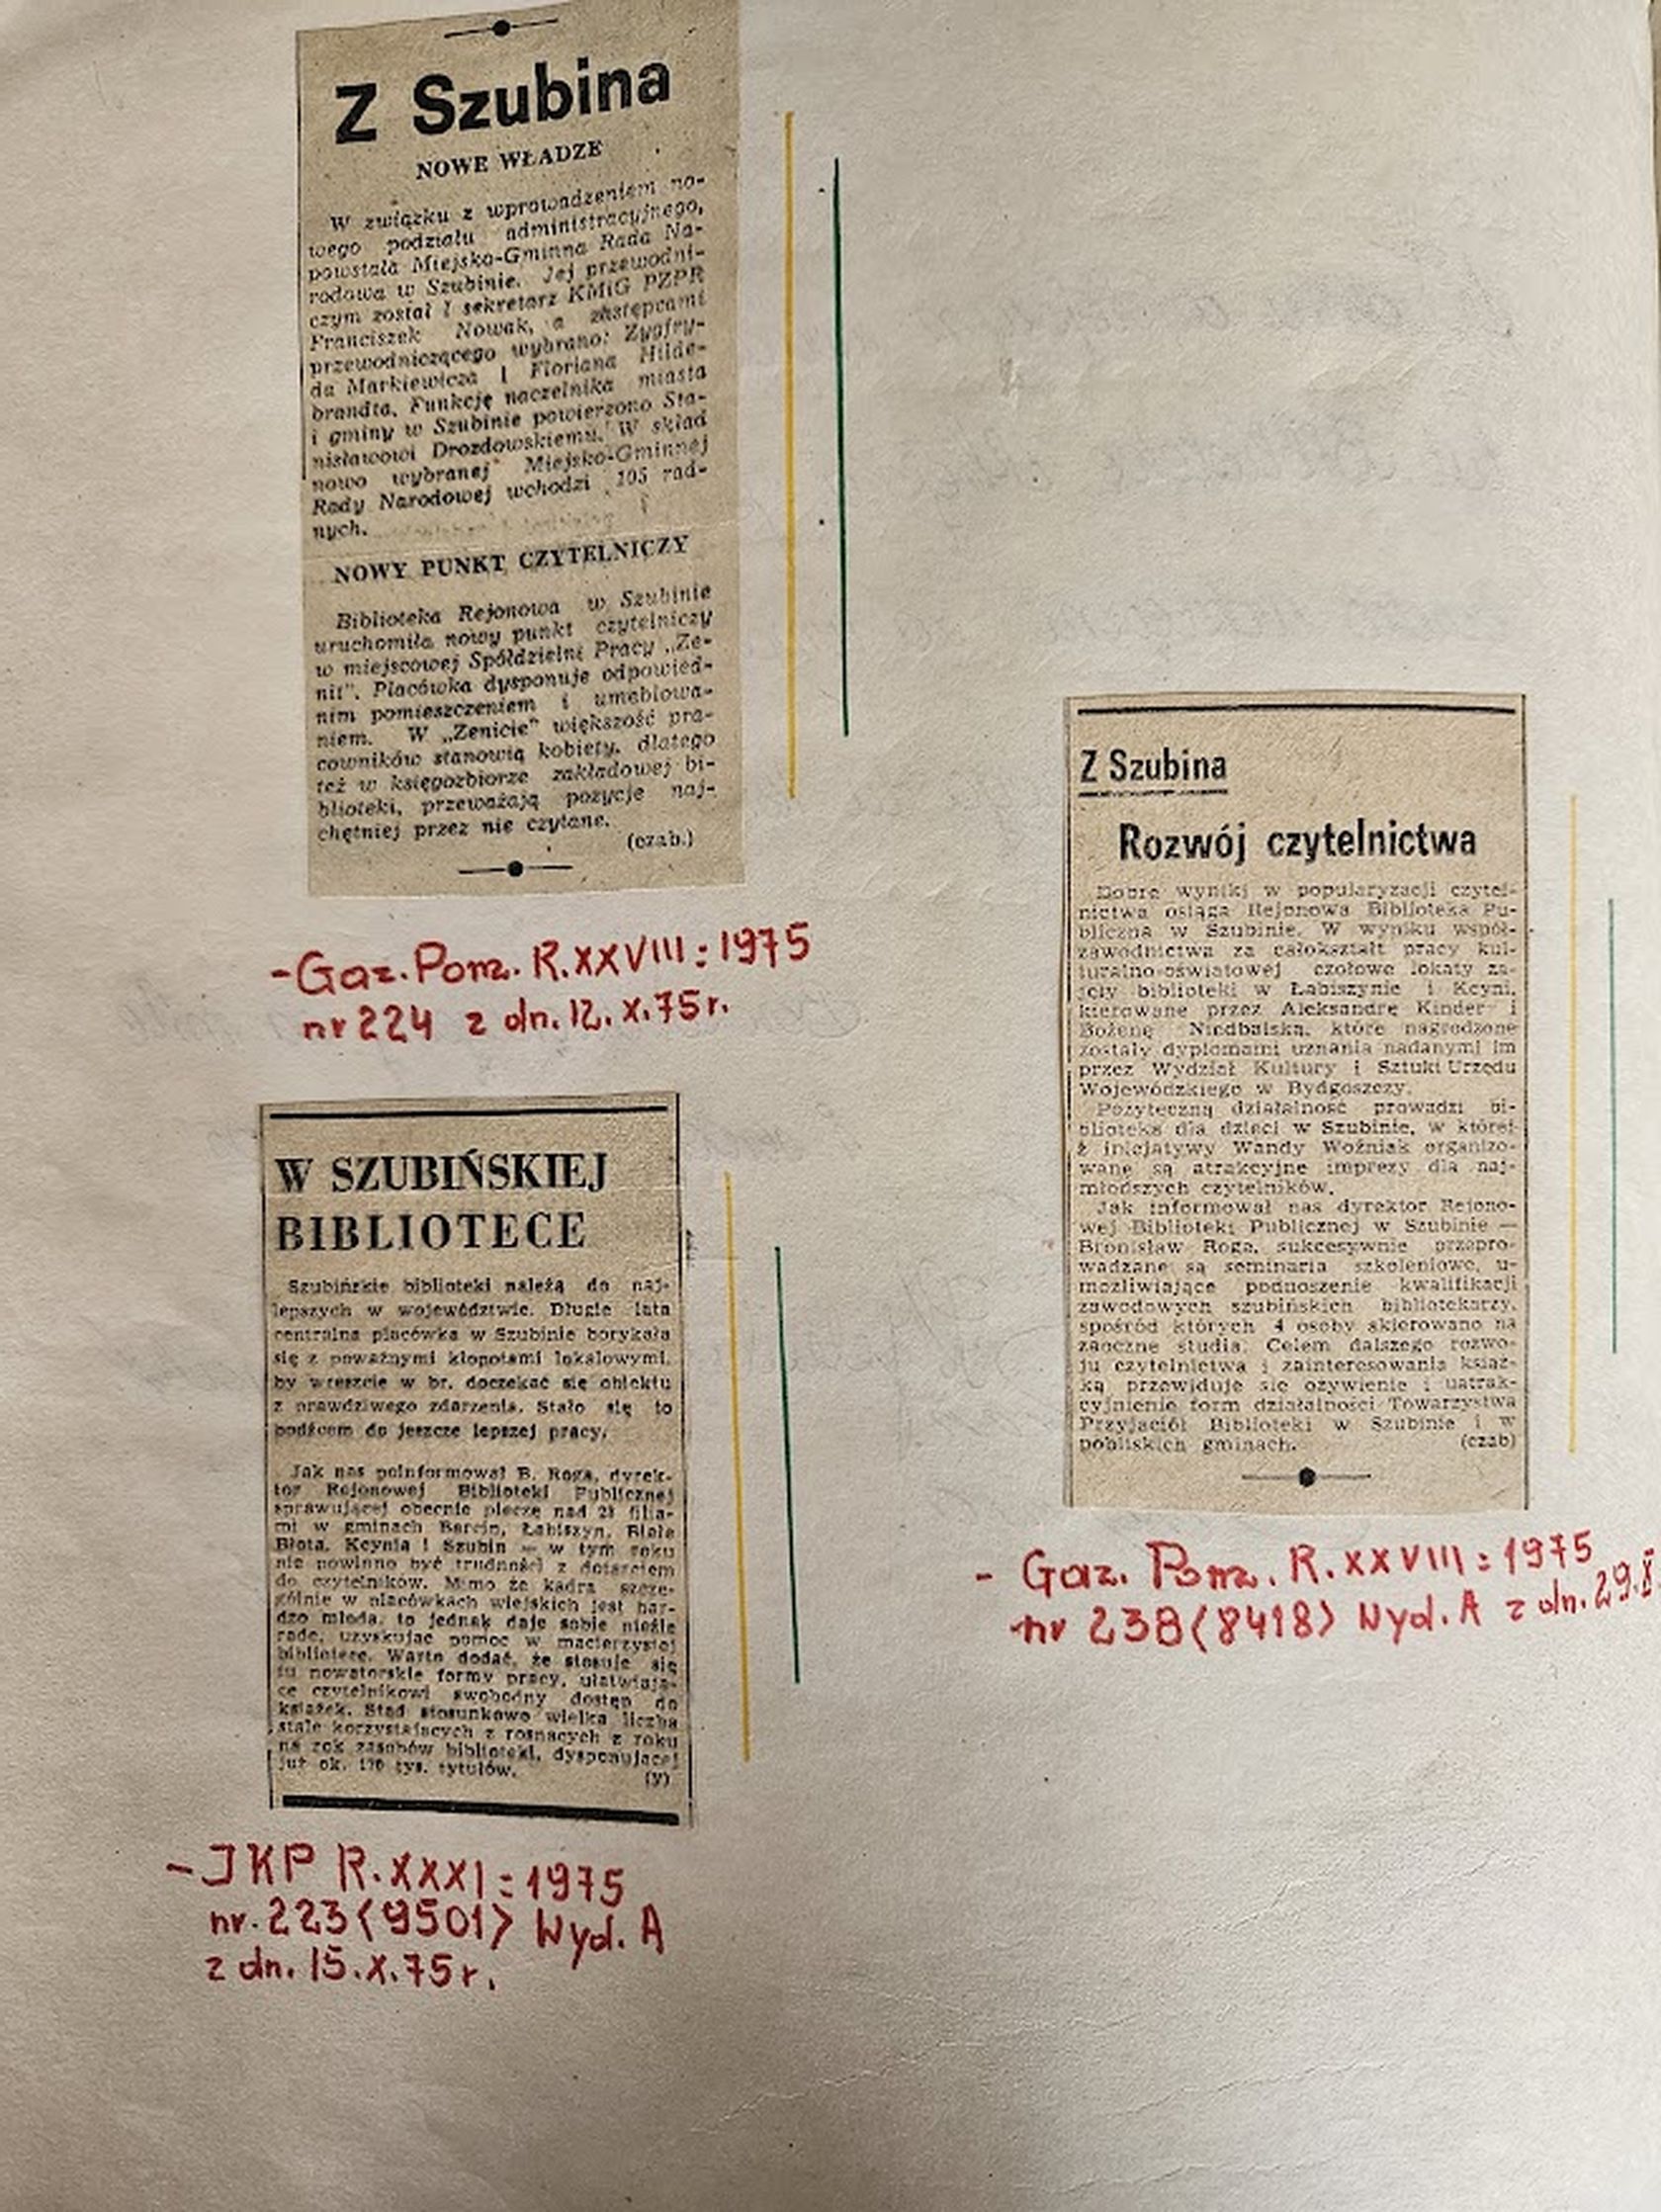 Z Szubina
NOWE WŁADZE
W związku z wprowadzeniem no-
wego podziału administracyjnego,
powstała Miejsko-Gminna Rada Na-
rodowa w Szubinie. Jej przewodni-
czym został I sekretarz KMiG PZPR
Franciszek Nowak, a zastępcami
przewodniczącego wybrano: Zygfry-
da Markiewicza i Floriana Hilde-
brandta. Funkcję naczelnika miasta
i gminy w Szubinie powierzono Sta-
nisławowi Drozdowskiemu. W skład
nowo wybranej Miejsko-Gminnej
Rady Narodowej wchodzi 105 rad-
nych.
NOWY PUNKT CZYTELNICZY
Biblioteka Rejonowa w Szubinie
uruchomiła nowy punkt czytelniczy
w miejscowej Spółdzielni Pracy „Ze-
nit". Placówka dysponuje odpowied-
nim pomieszczeniem i umeblowa-
niem. W „Zenicie" większość pra-
cowników stanowią kobiety, dlatego
też w księgozbiorze zakładowej bi-
blioteki, przeważają pozycje naj-
chętniej przez nie czytane.
(czab.)
- Gaz. Pom. R. XXVIII : 1975
nr 224 z dn. 12. X. 75 r.
W SZUBIŃSKIEJ
BIBLIOTECE
Szubińskie biblioteki należą do naj-
lepszych w województwie. Długie lata
centralna placówka w Szubinie borykała
się z poważnymi kłopotami lokalowymi,
by wreszcie w br. doczekać się obiektu
z prawdziwego zdarzenia. Stało się to
bodźcem do jeszcze lepszej pracy.
Jak nas poinformował B. Roga, dyrek-
tor Rejonowej Biblioteki Publicznej
sprawującej obecnie pieczę nad filia-
mi w gminach Barcin, Łabiszyn, Białe
Błota, Kcynia i Szubin — w tym roku
nie powinno być trudności z dotarciem
do czytelników. Mimo że kadra szcze-
gólnie w placówkach wiejskich jest bar-
dzo młoda, to jednak daje sobie nieźle
radę, uzyskując pomoc w macierzystej
bibliotece. Warto dodać, że stosuje się
tu nowatorskie formy pracy, ułatwiają-
ce czytelnikowi swobodny dostęp do
książek. Stąd stosunkowo wielka liczba
stale korzystających z rosnących z roku
na rok zasobów biblioteki, dysponującej
już ok. 170 tys. tytułów.
(y)
- JKP R. XXXI : 1975
nr. 223 (9501) Wyd. A
z dn. 15. X. 75 r.
Z Szubina
Rozwój czytelnictwa
Dobre wyniki w popularyzacji czytel-
nictwa osiąga Rejonowa Biblioteka Pu-
bliczna w Szubinie. W wyniku współ-
zawodnictwa za całokształt pracy kul-
turalno-oświatowej czołowe lokaty za-
jęły biblioteki w Łabiszynie i Kcyni,
kierowane przez Aleksandrę Kinder i
Bożenę Niedbalską, które nagrodzone
zostały dyplomami uznania nadanymi im
przez Wydział Kultury i Sztuki Urzędu
Wojewódzkiego w Bydgoszczy.
Pożyteczną działalność prowadzi bi-
blioteka dla dzieci w Szubinie, w której
z inicjatywy Wandy Woźniak organizo-
wane są atrakcyjne imprezy dla naj-
młodszych czytelników.
Jak informował nas dyrektor Rejono-
wej Biblioteki Publicznej w Szubinie —
Bronisław Roga, sukcesywnie przepro-
wadzane są seminaria szkoleniowe, u-
możliwiające podnoszenie kwalifikacji
zawodowych szubińskich bibliotekarzy,
spośród których 4 osoby skierowano na
zaoczne studia. Celem dalszego rozwo-
ju czytelnictwa i zainteresowania książ-
ką przewiduje się ożywienie i uatrak-
cyjnienie form działalności Towarzystwa
Przyjaciół Biblioteki w Szubinie i w
pobliskich gminach. (czab)
- Gaz. Pom. R. XXVIII : 1975
nr 238 (8418) Wyd. A z dn. 29. X.